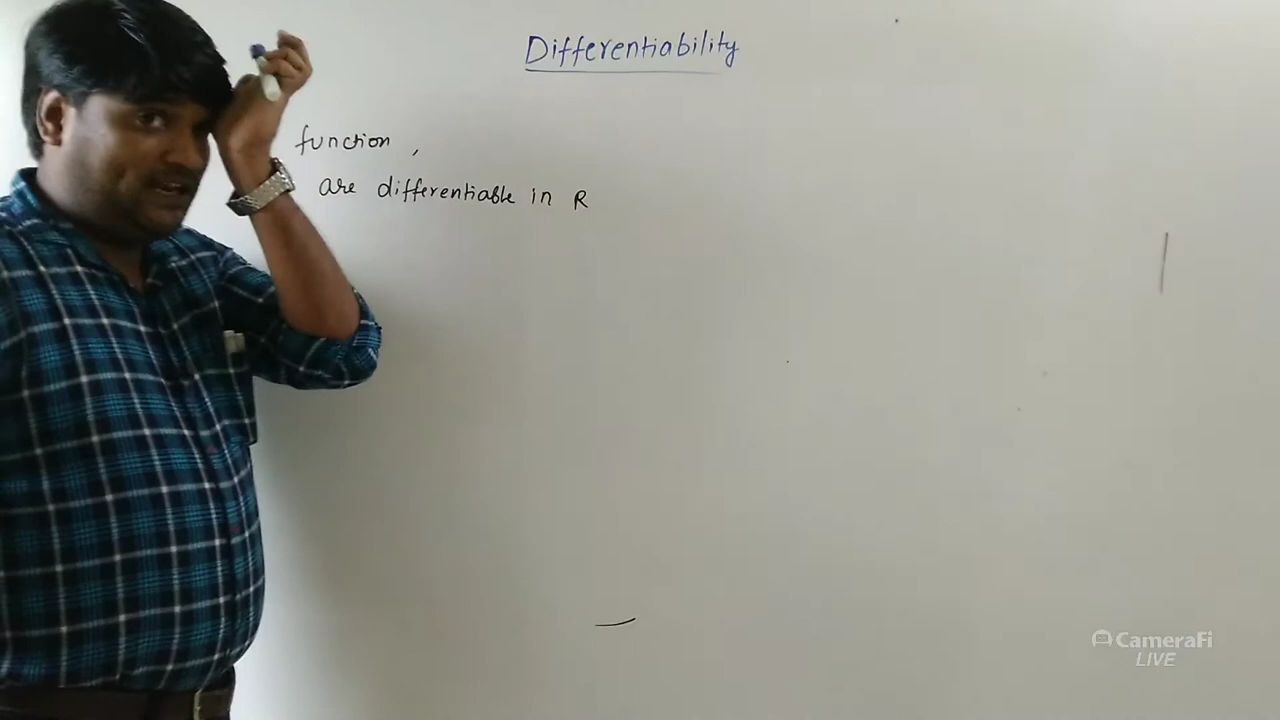 Differentiability
function ,
are differentiable in R
CameraFi
LIVE